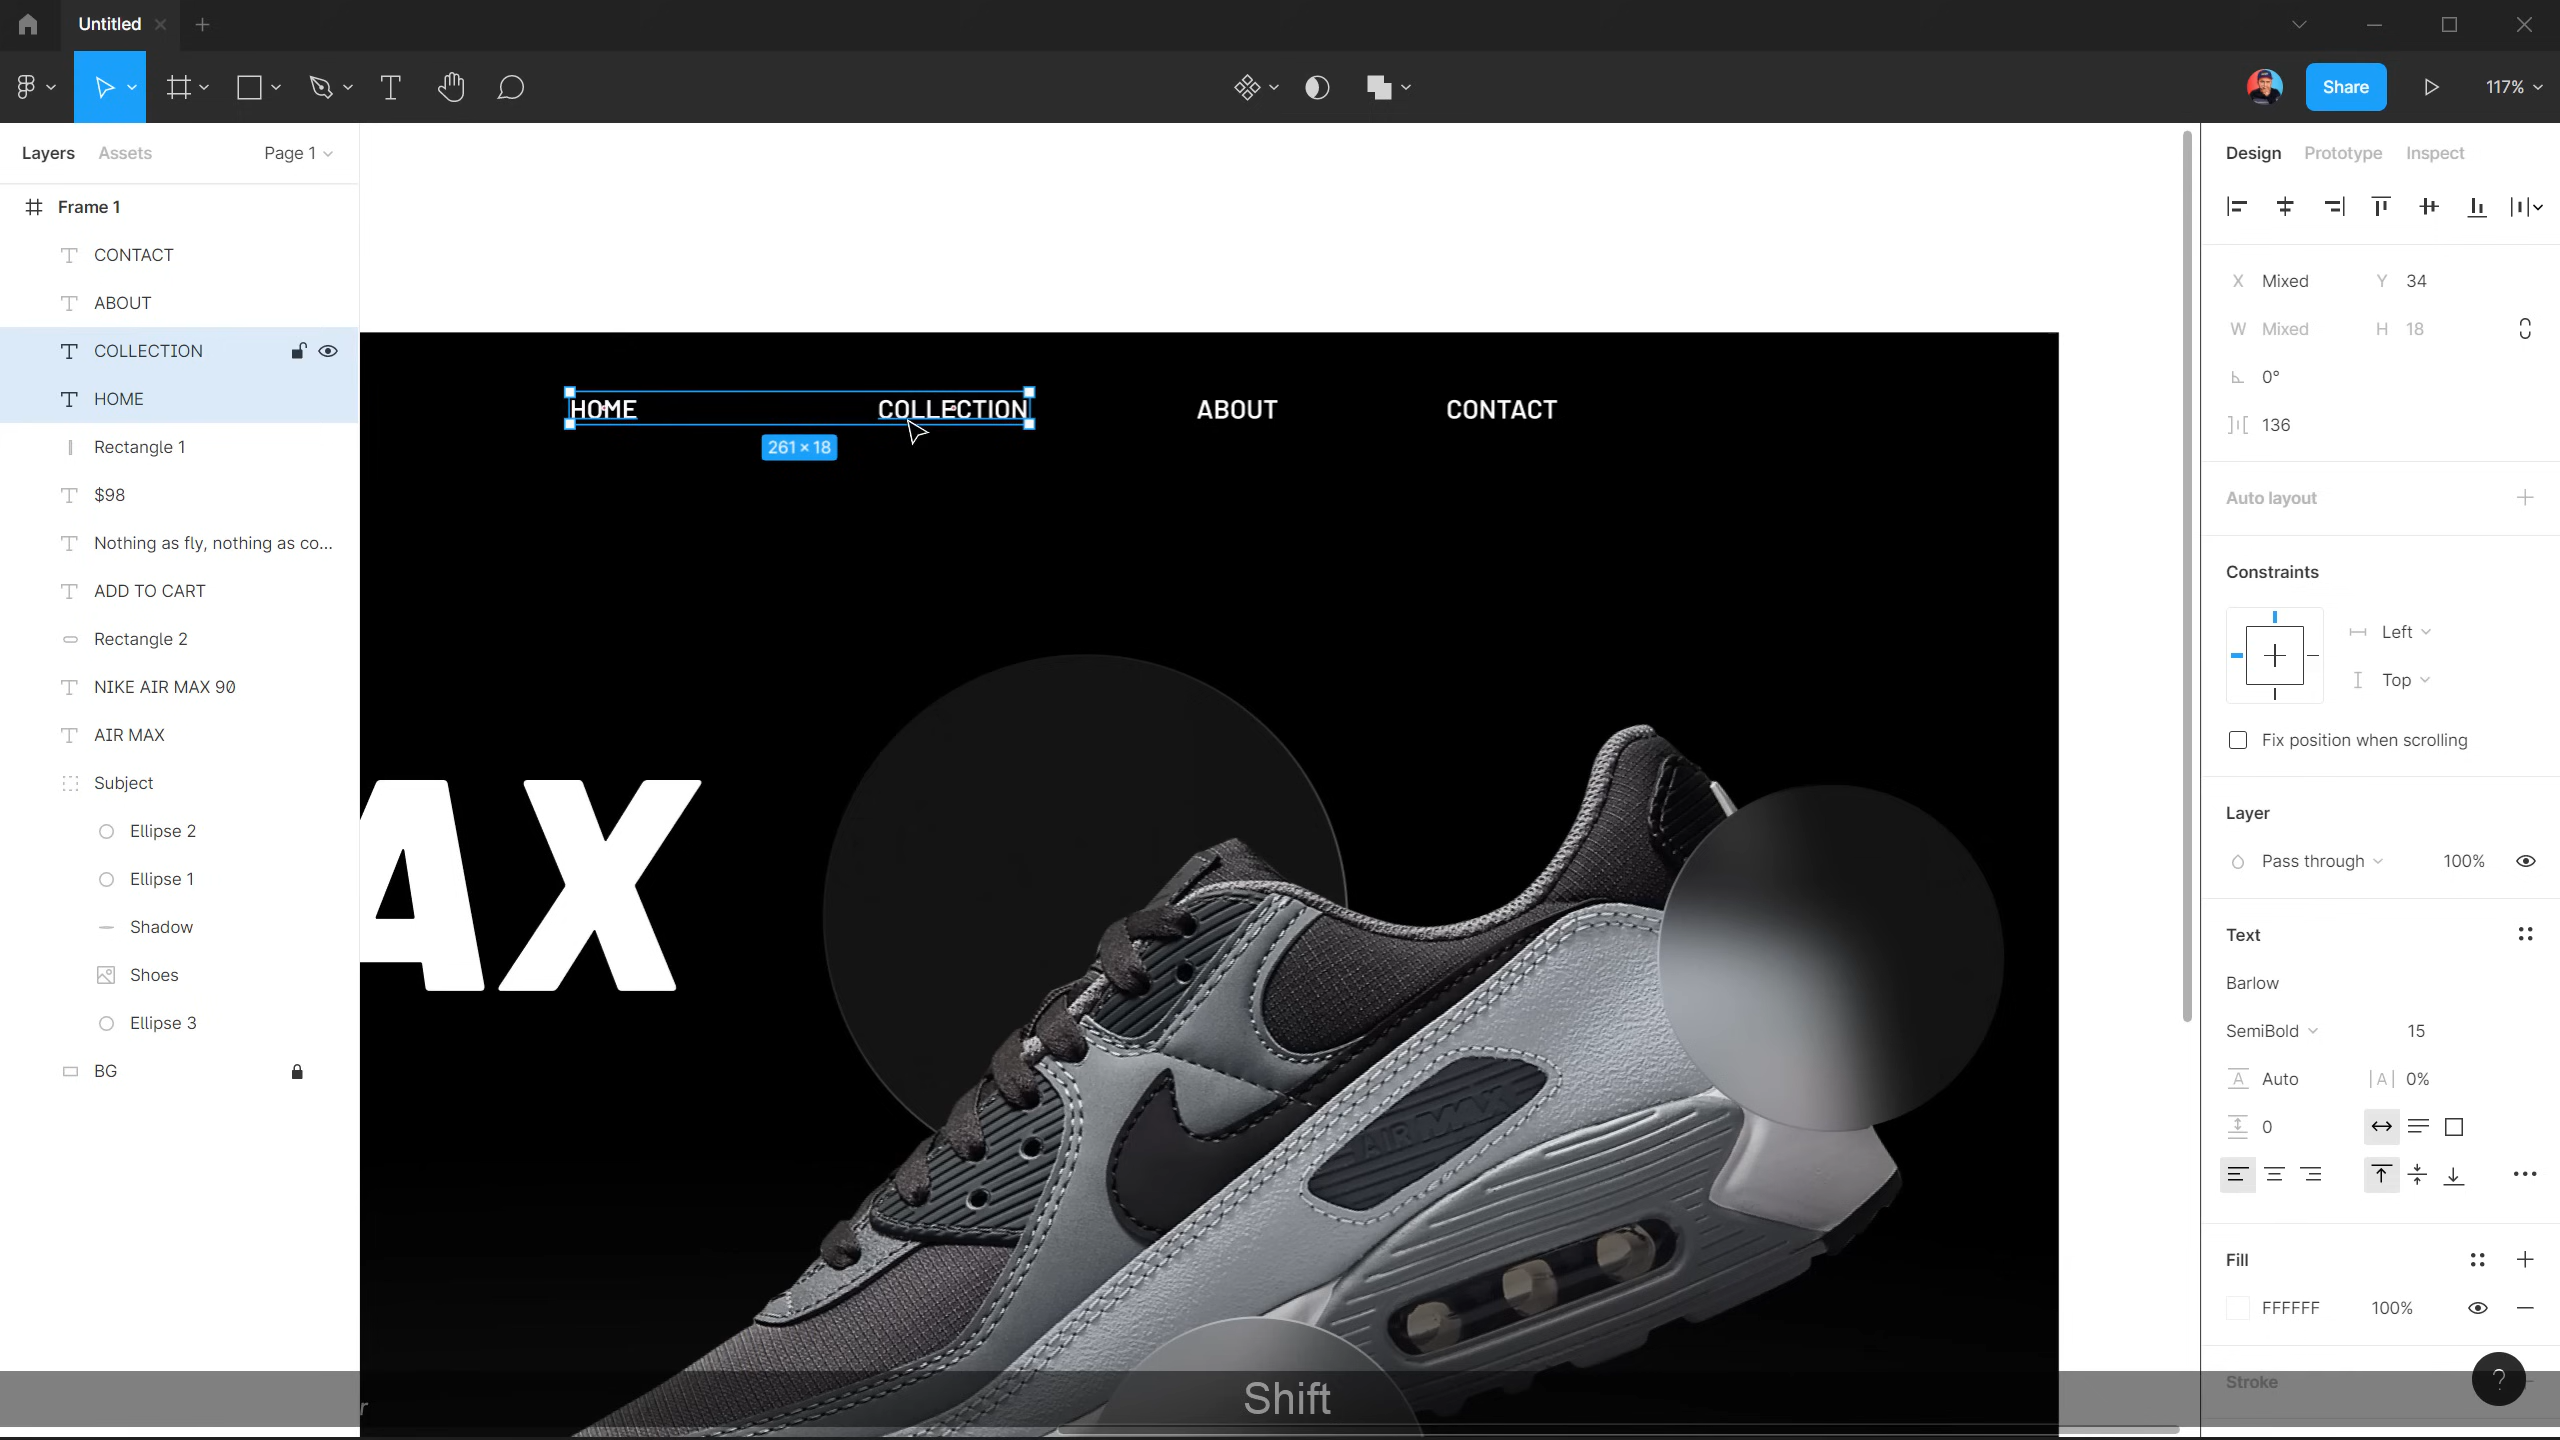 Untitled
Share
117%
Layers
Assets
Page 1
Design
Prototype
Inspect
Frame 1
CONTACT
ABOUT
COLLECTION
HOME
Rectangle 1
$98
Nothing as fly, nothing as co...
ADD TO CART
Rectangle 2
NIKE AIR MAX 90
AIR MAX
Subject
Ellipse 2
Ellipse 1
Shadow
Shoes
Ellipse 3
BG
HOME
COLLECTION
ABOUT
CONTACT
261 × 18
AX
AIR MAX
Shift
r
X Mixed
Y 34
W Mixed
H 18
0°
136
Auto layout
Constraints
Left
Top
Fix position when scrolling
Layer
Pass through
100%
Text
Barlow
SemiBold
15
A Auto
|A| 0%
0
Fill
FFFFFF
100%
Stroke
?